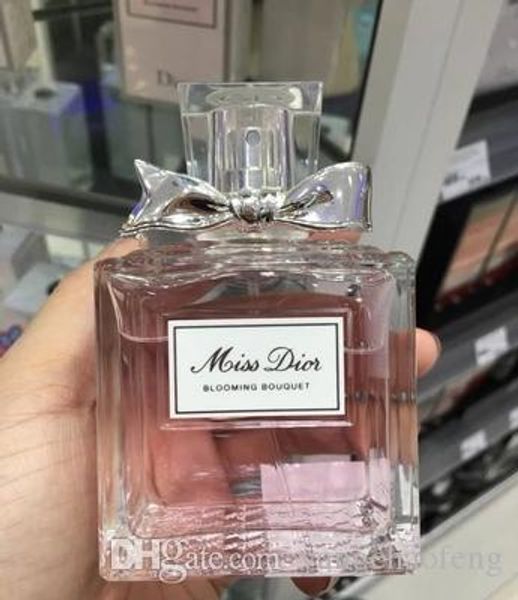 Miss Dior
BLOOMING BOUQUET
DHgate.com